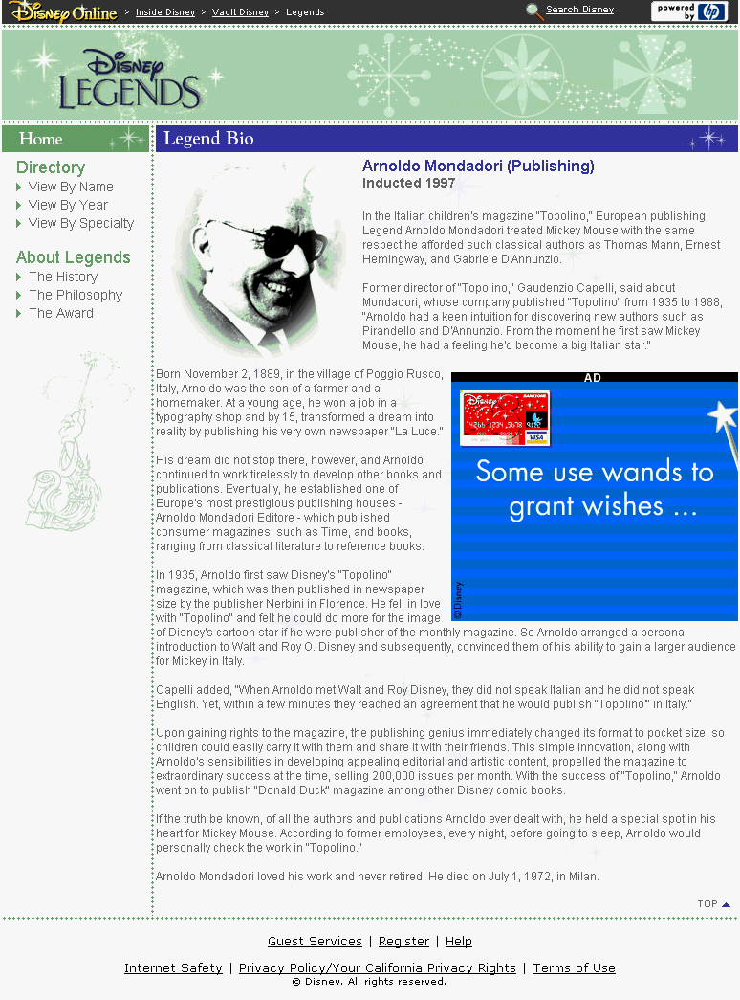 Disney Online > Inside Disney > Vault Disney > Legends
Search Disney
powered by hp
Disney
LEGENDS
Home
Legend Bio
Directory
View By Name
View By Year
View By Specialty
About Legends
The History
The Philosophy
The Award
Arnoldo Mondadori (Publishing)
Inducted 1997
In the Italian children's magazine "Topolino," European publishing
Legend Arnoldo Mondadori treated Mickey Mouse with the same
respect he afforded such classical authors as Thomas Mann, Ernest
Hemingway, and Gabriele D'Annunzio.
Former director of "Topolino," Gaudenzio Capelli, said about
Mondadori, whose company published "Topolino" from 1935 to 1988,
"Arnoldo had a keen intuition for discovering new authors such as
Pirandello and D'Annunzio. From the moment he first saw Mickey
Mouse, he had a feeling he'd become a big Italian star."
Born November 2, 1889, in the village of Poggio Rusco,
Italy, Arnoldo was the son of a farmer and a
homemaker. At a young age, he won a job in a
typography shop and by 15, transformed a dream into
reality by publishing his very own newspaper "La Luce."
His dream did not stop there, however, and Arnoldo
continued to work tirelessly to develop other books and
publications. Eventually, he established one of
Europe's most prestigious publishing houses -
Arnoldo Mondadori Editore - which published
consumer magazines, such as Time, and books,
ranging from classical literature to reference books.
In 1935, Arnoldo first saw Disney's "Topolino"
magazine, which was then published in newspaper
size by the publisher Nerbini in Florence. He fell in love
with "Topolino" and felt he could do more for the image
of Disney's cartoon star if he were publisher of the monthly magazine. So Arnoldo arranged a personal
introduction to Walt and Roy O. Disney and subsequently, convinced them of his ability to gain a larger audience
for Mickey in Italy.
AD
Disney
BANK ONE
4266 1234 5678
VISA
Some use wands to
grant wishes ...
© Disney
Capelli added, "When Arnoldo met Walt and Roy Disney, they did not speak Italian and he did not speak
English. Yet, within a few minutes they reached an agreement that he would publish "Topolino'" in Italy."
Upon gaining rights to the magazine, the publishing genius immediately changed its format to pocket size, so
children could easily carry it with them and share it with their friends. This simple innovation, along with
Arnoldo's sensibilities in developing appealing editorial and artistic content, propelled the magazine to
extraordinary success at the time, selling 200,000 issues per month. With the success of "Topolino," Arnoldo
went on to publish "Donald Duck" magazine among other Disney comic books.
If the truth be known, of all the authors and publications Arnoldo ever dealt with, he held a special spot in his
heart for Mickey Mouse. According to former employees, every night, before going to sleep, Arnoldo would
personally check the work in "Topolino."
Arnoldo Mondadori loved his work and never retired. He died on July 1, 1972, in Milan.
TOP
Guest Services | Register | Help
Internet Safety | Privacy Policy/Your California Privacy Rights | Terms of Use
© Disney. All rights reserved.